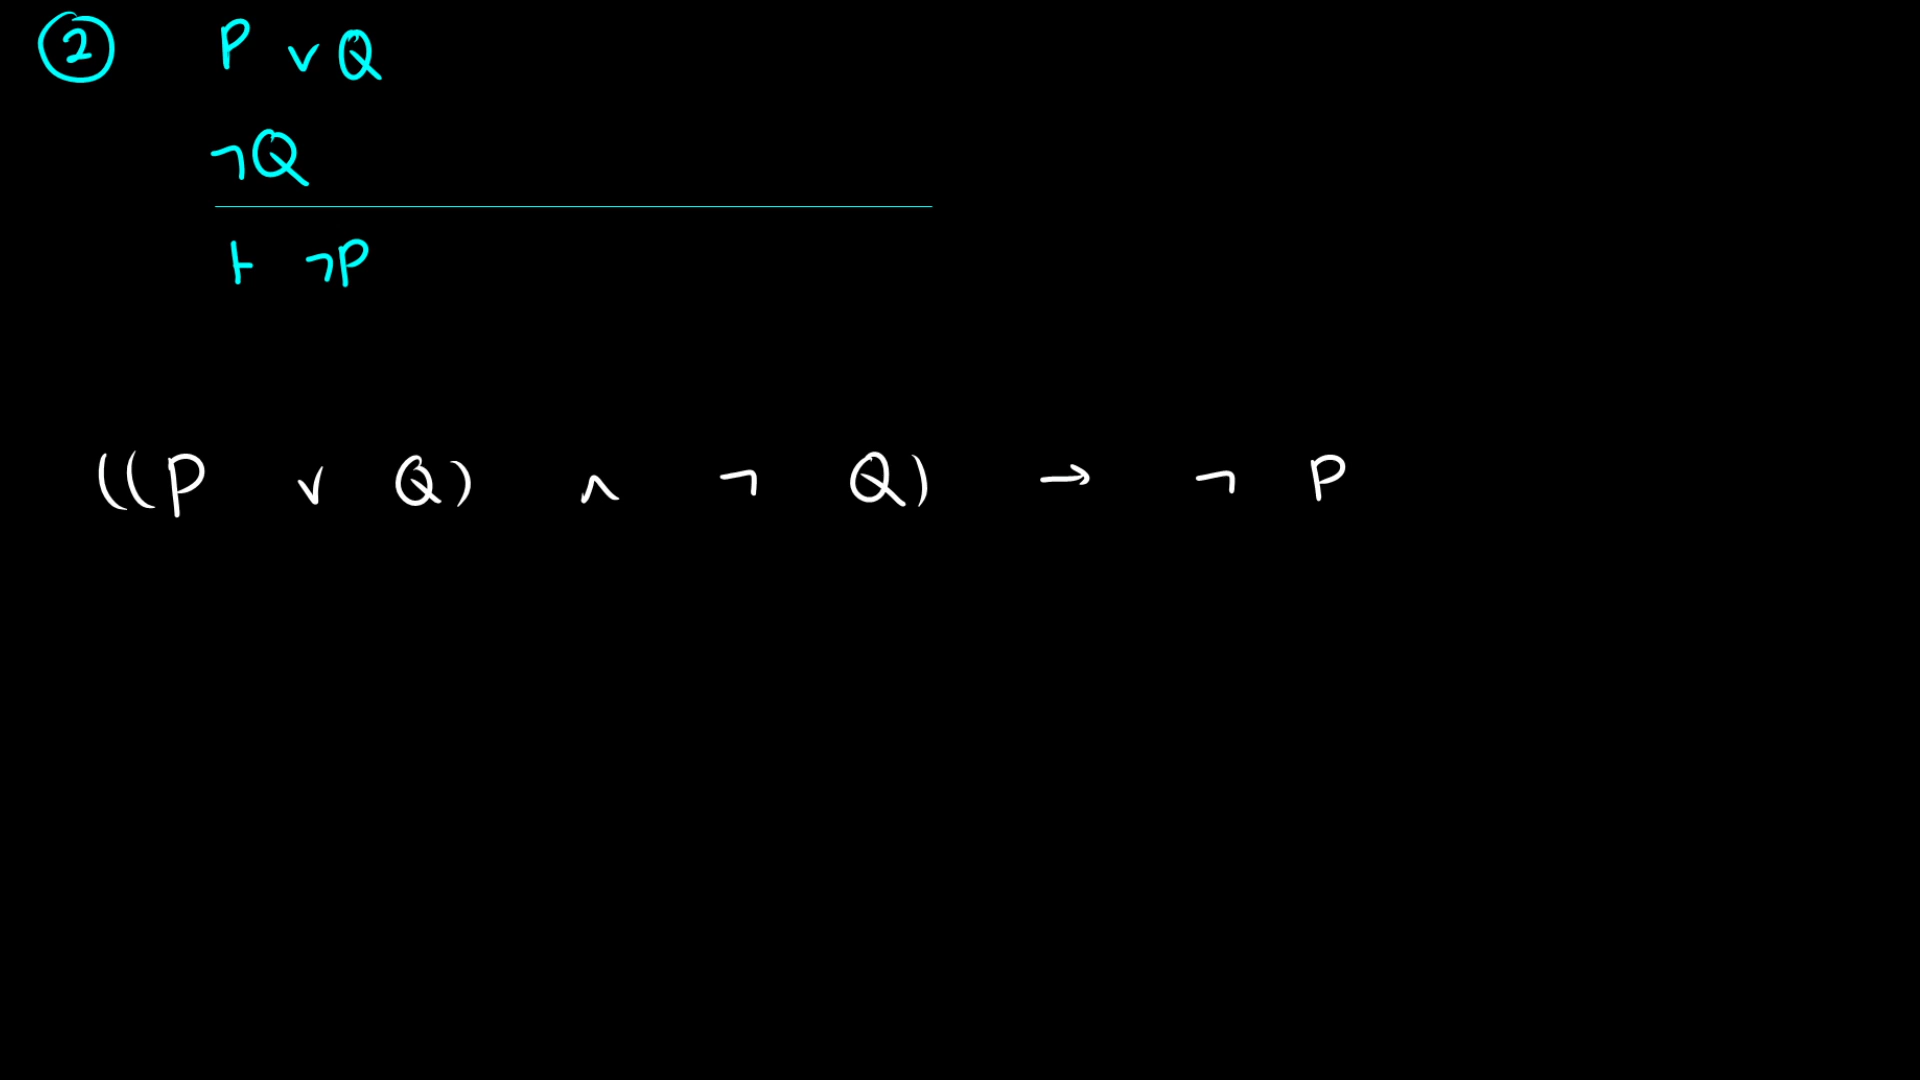 ② P ∨ Q
¬Q
⊢ ¬P
((P ∨ Q) ∧ ¬ Q) → ¬ P